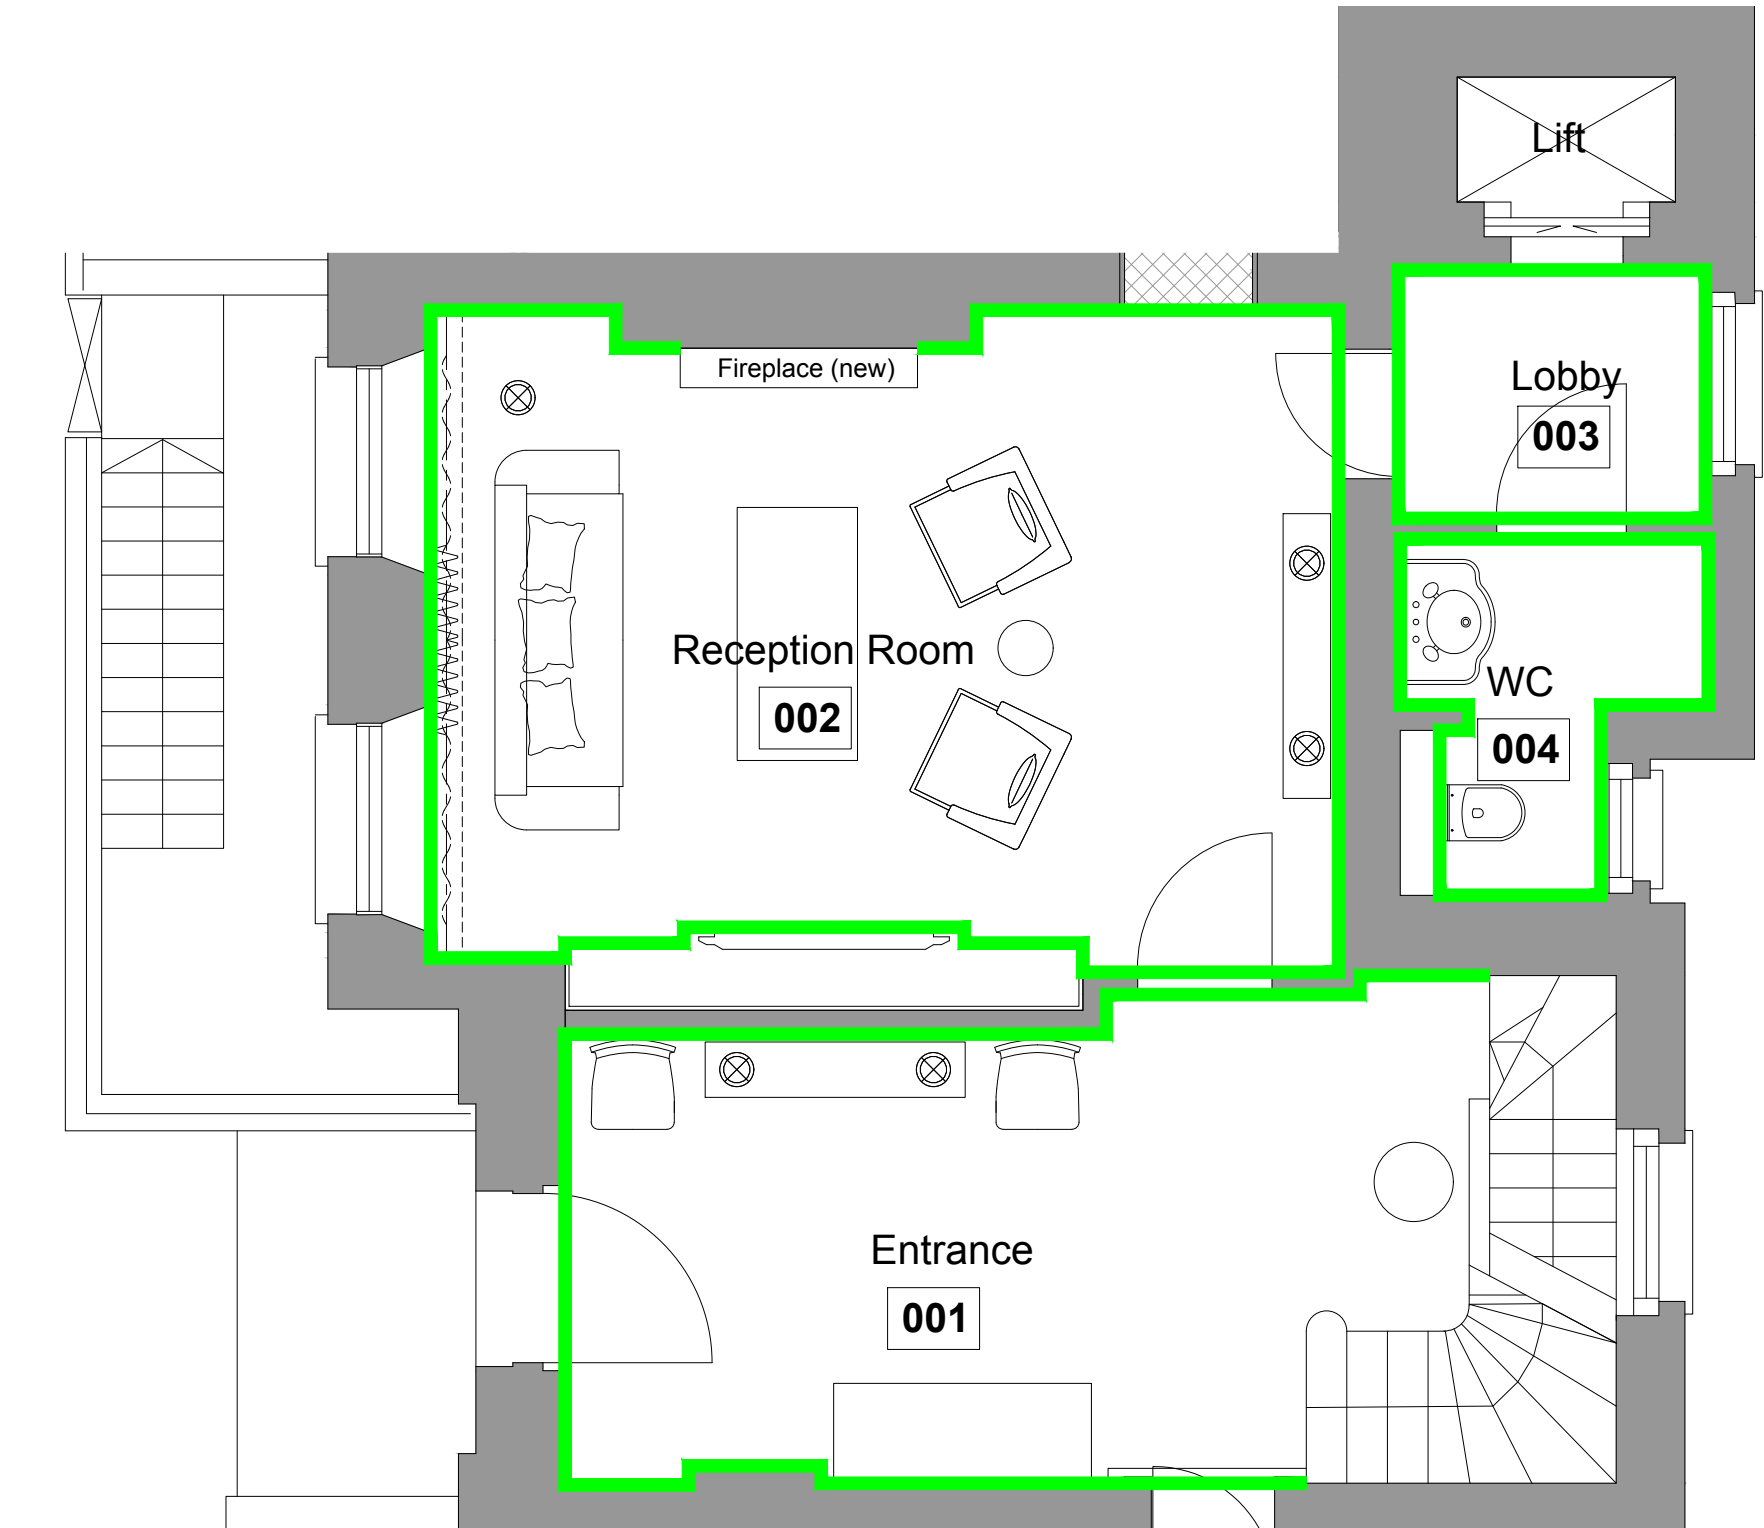 Lift
Fireplace (new)
Lobby
003
Reception Room
002
WC
004
Entrance
001